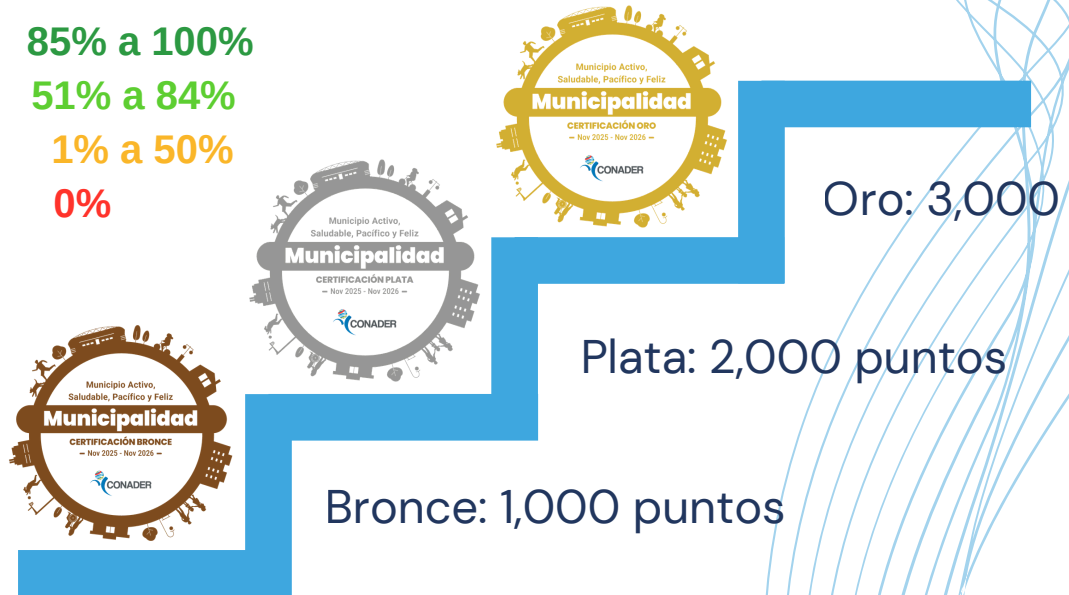 85% a 100%
51% a 84%
1% a 50%
0%
Municipio Activo,
Saludable, Pacífico y Feliz
Municipalidad
CERTIFICACIÓN ORO
Nov 2025 - Nov 2026
CONADER
Oro: 3,000
Municipio Activo,
Saludable, Pacífico y Feliz
Municipalidad
CERTIFICACIÓN PLATA
Nov 2025 - Nov 2026
CONADER
Plata: 2,000 puntos
Municipio Activo,
Saludable, Pacífico y Feliz
Municipalidad
CERTIFICACIÓN BRONCE
Nov 2025 - Nov 2026
CONADER
Bronce: 1,000 puntos